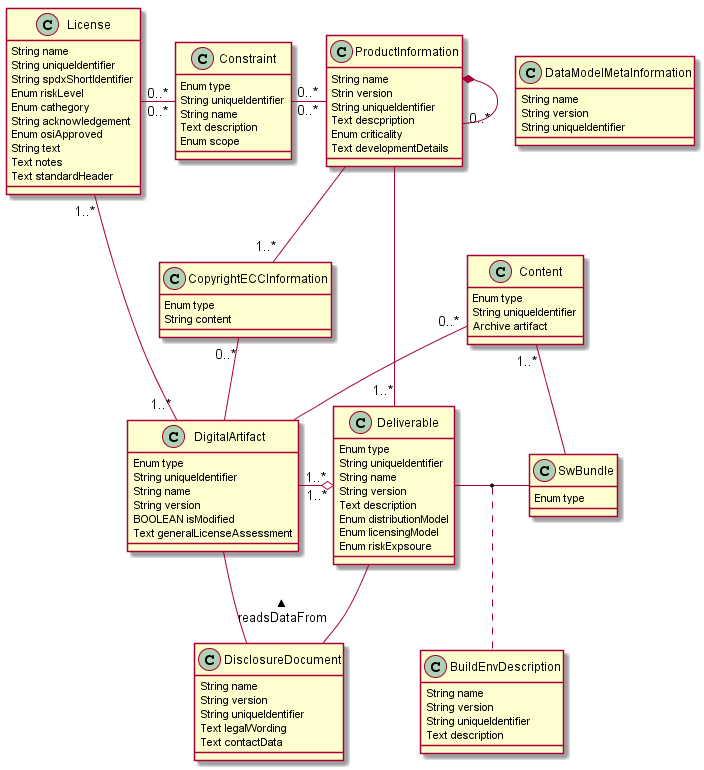 C License
String name
String uniqueIdentifier
String spdxShortIdentifier
Enum riskLevel
Enum cathegory
String acknowledgement
Enum osiApproved
String text
Text notes
Text standardHeader
0..*
0..*
C Constraint
Enum type
String uniqueIdentifier
String name
Text description
Enum scope
0..*
0..*
C ProductInformation
String name
Strin version
String uniqueIdentifier
Text descpription
Enum criticality
Text developmentDetails
0..*
C DataModelMetaInformation
String name
String version
String uniqueIdentifier
1..*
1..*
C CopyrightECCInformation
Enum type
String content
C Content
Enum type
String uniqueIdentifier
Archive artifact
0..*
0..*
1..*
1..*
1..*
C DigitalArtifact
Enum type
String uniqueIdentifier
String name
String version
BOOLEAN isModified
Text generalLicenseAssessment
1..*
1..*
C Deliverable
Enum type
String uniqueIdentifier
String name
String version
Text description
Enum distributionModel
Enum licensingModel
Enum riskExpsoure
C SwBundle
Enum type
readsDataFrom
C DisclosureDocument
String name
String version
String uniqueIdentifier
Text legalWording
Text contactData
C BuildEnvDescription
String name
String version
String uniqueIdentifier
Text description